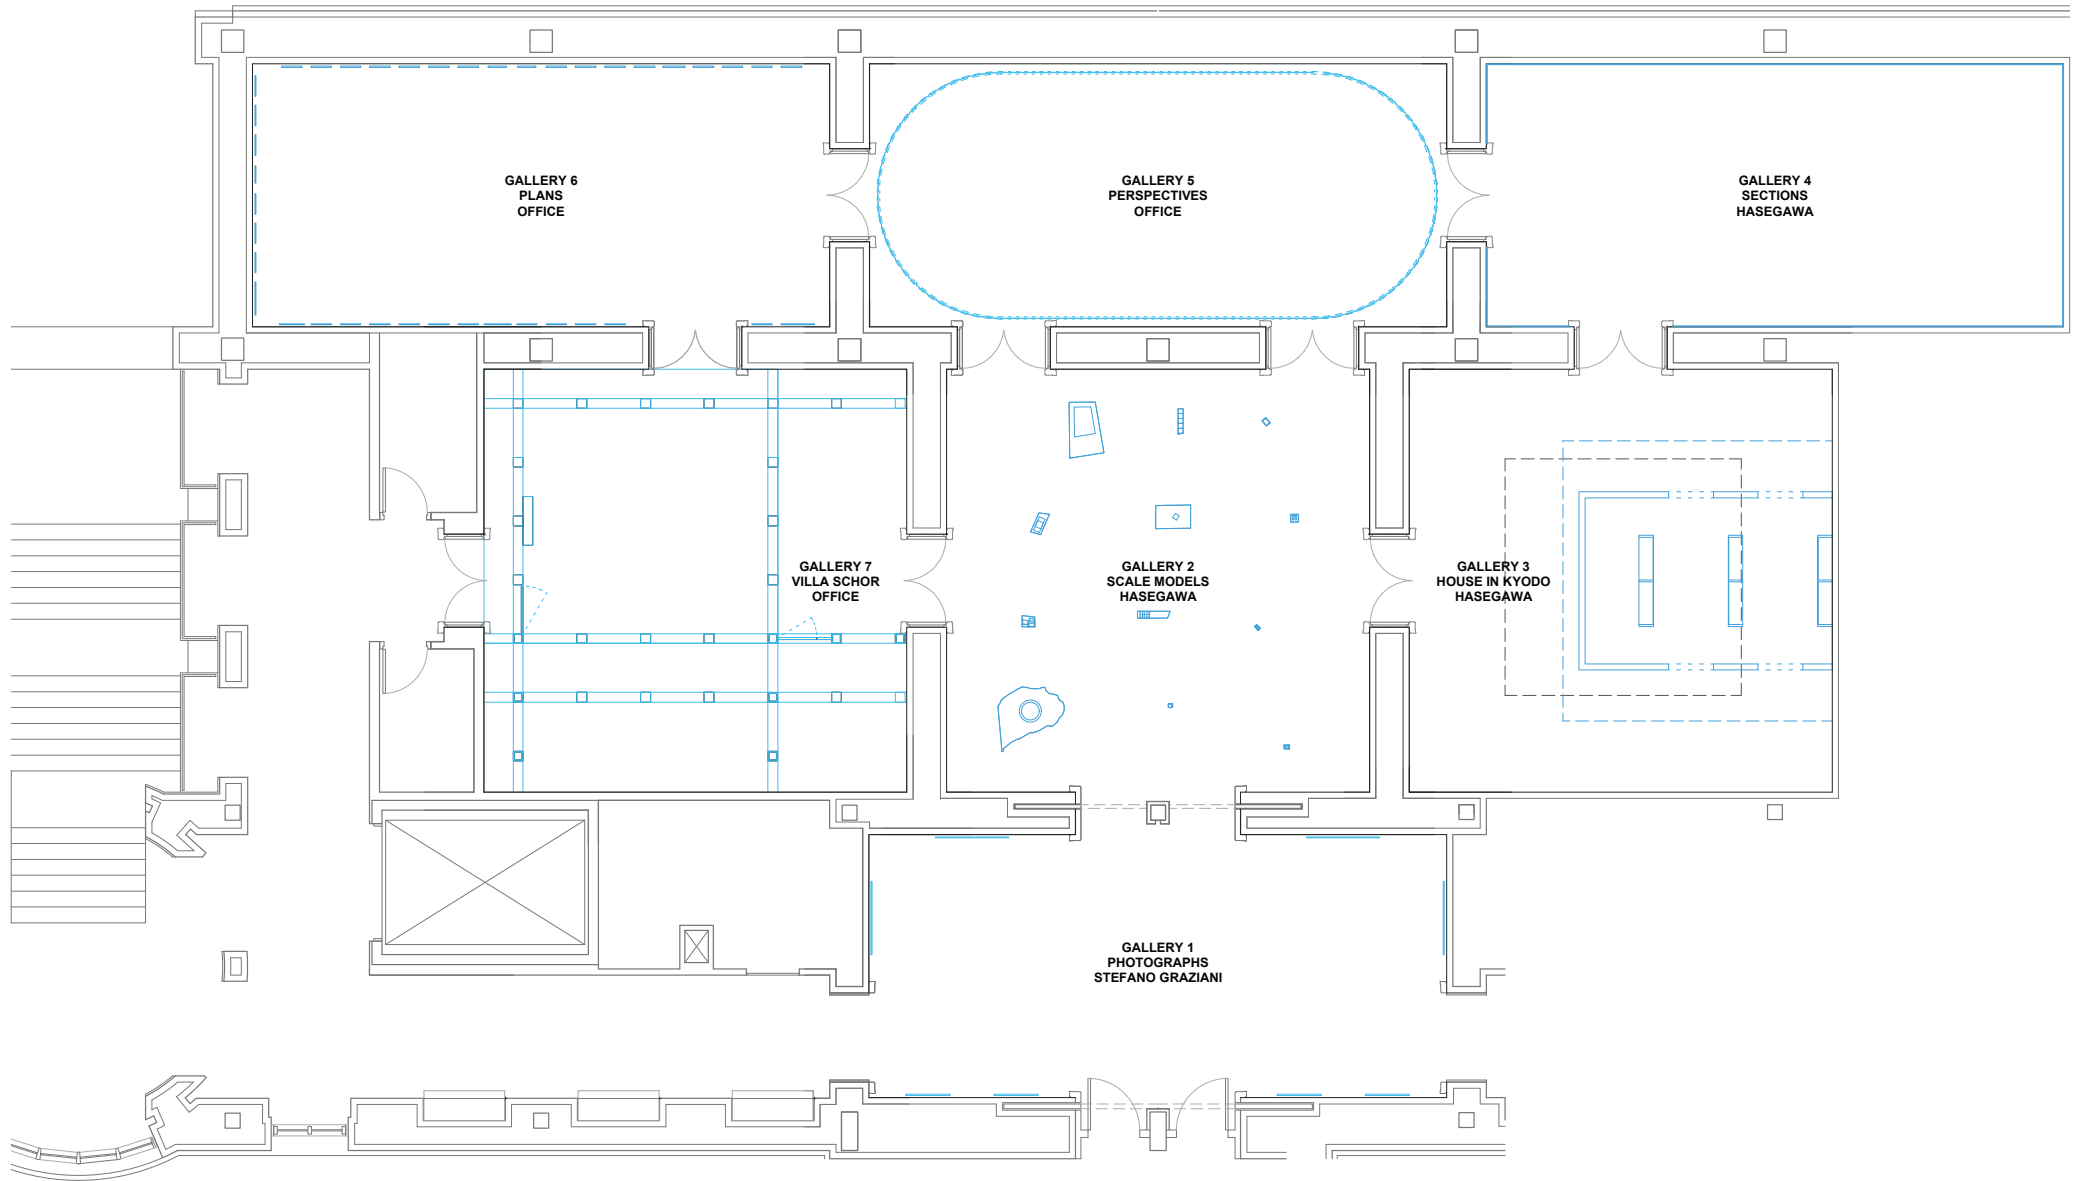 GALLERY 6
PLANS
OFFICE
GALLERY 5
PERSPECTIVES
OFFICE
GALLERY 4
SECTIONS
HASEGAWA
GALLERY 7
VILLA SCHOR
OFFICE
GALLERY 2
SCALE MODELS
HASEGAWA
GALLERY 3
HOUSE IN KYODO
HASEGAWA
GALLERY 1
PHOTOGRAPHS
STEFANO GRAZIANI